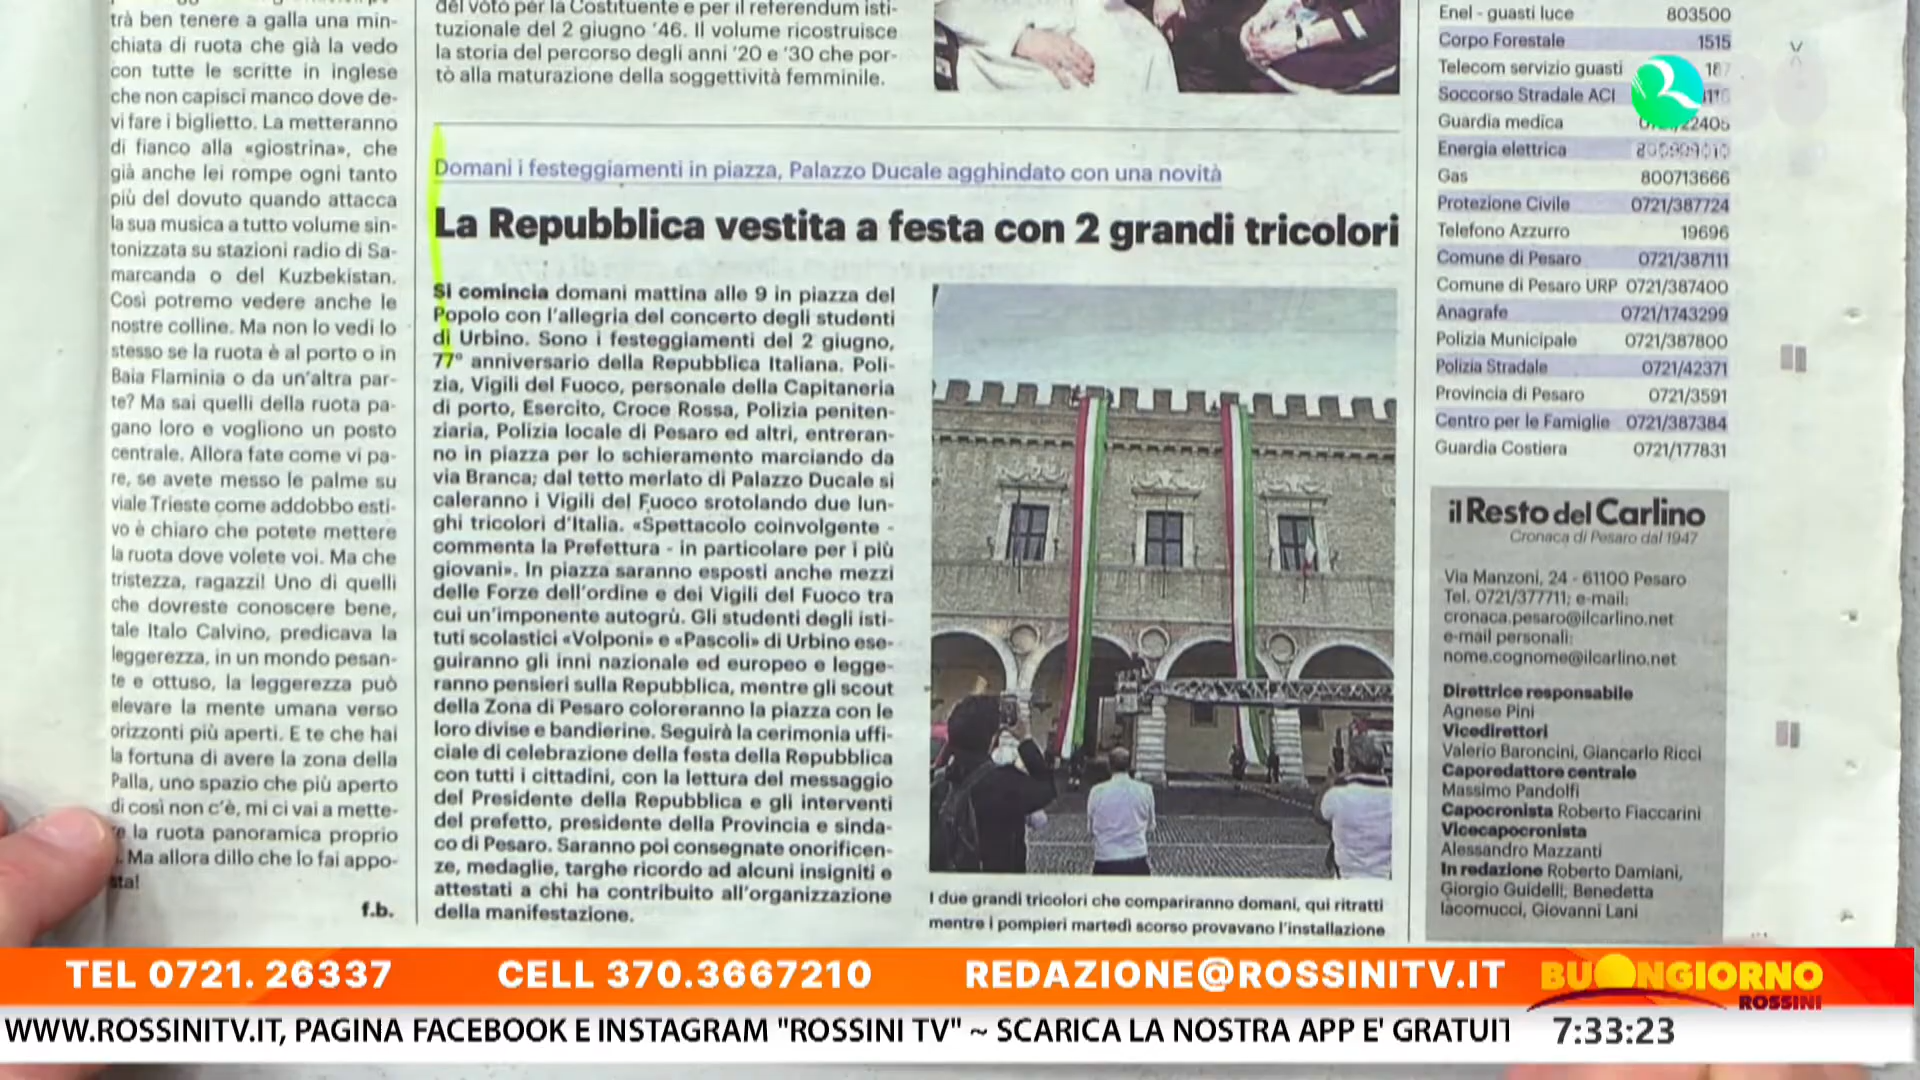 trà ben tenere a galla una min-
chiata di ruota che già la vedo
con tutte le scritte in inglese
che non capisci manco dove de-
vi fare i biglietto. La metteranno
di fianco alla «giostrina», che
già anche lei rompe ogni tanto
più del dovuto quando attacca
la sua musica a tutto volume sin-
tonizzata su stazioni radio di Sa-
marcanda o del Kuzbekistan.
Così potremo vedere anche le
nostre colline. Ma non lo vedi lo
stesso se la ruota è al porto o in
Baia Flaminia o da un'altra par-
te? Ma sai quelli della ruota pa-
gano loro e vogliono un posto
centrale. Allora fate come vi pa-
re, se avete messo le palme su
viale Trieste come addobbo esti-
vo è chiaro che potete mettere
la ruota dove volete voi. Ma che
tristezza, ragazzi! Uno di quelli
che dovreste conoscere bene,
tale Italo Calvino, predicava la
leggerezza, in un mondo pesan-
te e ottuso, la leggerezza può
elevare la mente umana verso
orizzonti più aperti. E te che hai
la fortuna di avere la zona della
Palla, uno spazio che più aperto
di così non c'è, mi ci vai a mette-
re la ruota panoramica proprio
. Ma allora dillo che lo fai appo-
sta!
f.b.
del voto per la Costituente e per il referendum isti-
tuzionale del 2 giugno '46. Il volume ricostruisce
la storia del percorso degli anni '20 e '30 che por-
tò alla maturazione della soggettività femminile.
Domani i festeggiamenti in piazza, Palazzo Ducale agghindato con una novità
La Repubblica vestita a festa con 2 grandi tricolori
Si comincia domani mattina alle 9 in piazza del
Popolo con l'allegria del concerto degli studenti
di Urbino. Sono i festeggiamenti del 2 giugno,
77° anniversario della Repubblica Italiana. Poli-
zia, Vigili del Fuoco, personale della Capitaneria
di porto, Esercito, Croce Rossa, Polizia peniten-
ziaria, Polizia locale di Pesaro ed altri, entreran-
no in piazza per lo schieramento marciando da
via Branca; dal tetto merlato di Palazzo Ducale si
caleranno i Vigili del Fuoco srotolando due lun-
ghi tricolori d'Italia. «Spettacolo coinvolgente -
commenta la Prefettura - in particolare per i più
giovani». In piazza saranno esposti anche mezzi
delle Forze dell'ordine e dei Vigili del Fuoco tra
cui un'imponente autogrù. Gli studenti degli isti-
tuti scolastici «Volponi» e «Pascoli» di Urbino ese-
guiranno gli inni nazionale ed europeo e legge-
ranno pensieri sulla Repubblica, mentre gli scout
della Zona di Pesaro coloreranno la piazza con le
loro divise e bandierine. Seguirà la cerimonia uffi-
ciale di celebrazione della festa della Repubblica
con tutti i cittadini, con la lettura del messaggio
del Presidente della Repubblica e gli interventi
del prefetto, presidente della Provincia e sinda-
co di Pesaro. Saranno poi consegnate onorificen-
ze, medaglie, targhe ricordo ad alcuni insigniti e
attestati a chi ha contribuito all'organizzazione
della manifestazione.
I due grandi tricolori che compariranno domani, qui ritratti
mentre i pompieri martedì scorso provavano l'installazione
Enel - guasti luce 803500
Corpo Forestale 1515
Telecom servizio guasti 187
Soccorso Stradale ACI
Guardia medica
Energia elettrica
Gas 800713666
Protezione Civile 0721/387724
Telefono Azzurro 19696
Comune di Pesaro 0721/387111
Comune di Pesaro URP 0721/387400
Anagrafe 0721/1743299
Polizia Municipale 0721/387800
Polizia Stradale 0721/42371
Provincia di Pesaro 0721/3591
Centro per le Famiglie 0721/387384
Guardia Costiera 0721/177831
il Resto del Carlino
Cronaca di Pesaro dal 1947
Via Manzoni, 24 - 61100 Pesaro
Tel. 0721/377711; e-mail:
cronaca.pesaro@ilcarlino.net
e-mail personali:
nome.cognome@ilcarlino.net
Direttrice responsabile
Agnese Pini
Vicedirettori
Valerio Baroncini, Giancarlo Ricci
Caporedattore centrale
Massimo Pandolfi
Capocronista Roberto Fiaccarini
Vicecapocronista
Alessandro Mazzanti
In redazione Roberto Damiani,
Giorgio Guidelli; Benedetta
Iacomucci, Giovanni Lani
TEL 0721. 26337 CELL 370.3667210 REDAZIONE@ROSSINITV.IT
BUONGIORNO
ROSSINI
WWW.ROSSINITV.IT, PAGINA FACEBOOK E INSTAGRAM "ROSSINI TV" ~ SCARICA LA NOSTRA APP E' GRATUIT
7:33:23